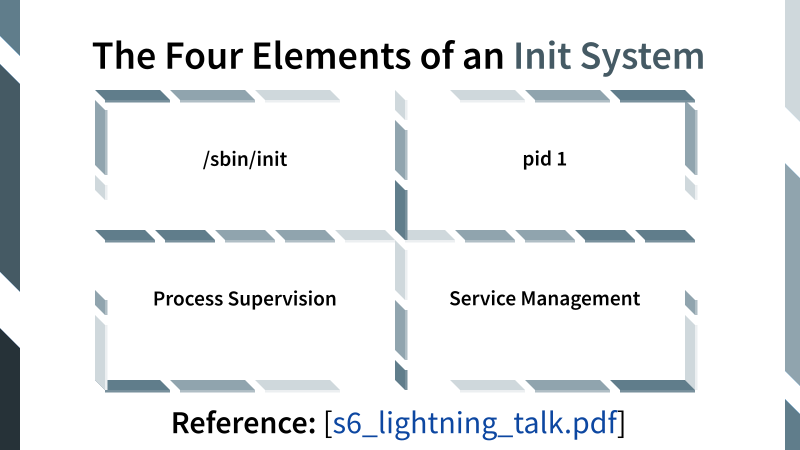 The Four Elements of an Init System
/sbin/init
pid 1
Process Supervision
Service Management
Reference: [s6_lightning_talk.pdf]